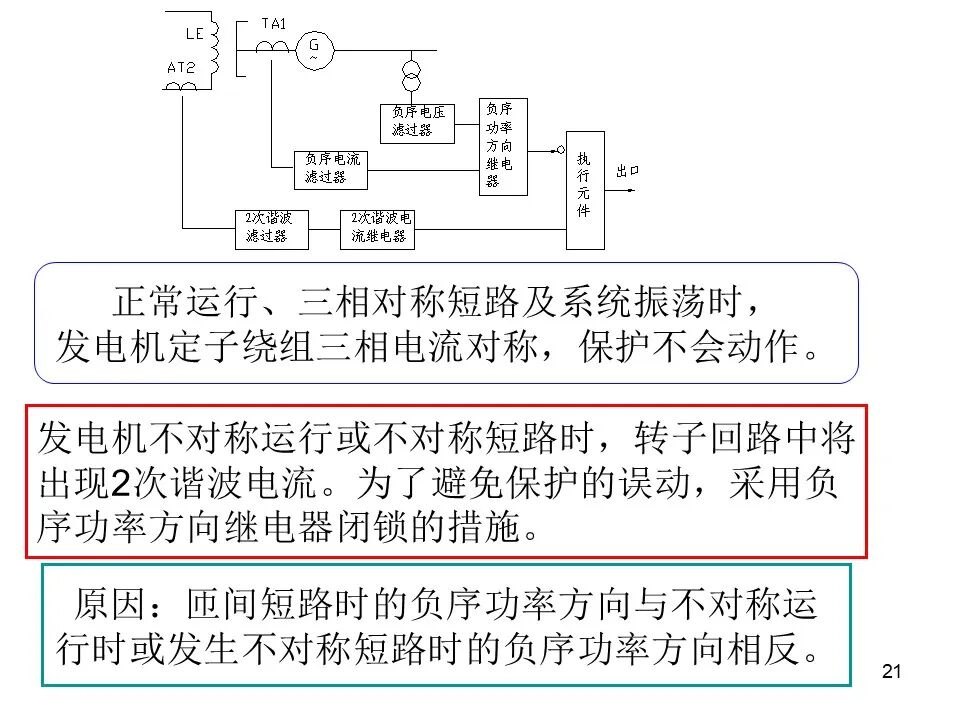 LE
TA1
G
~
AT2
负序电压
滤过器
负序
功率
方向
继电
器
负序电流
滤过器
执
行
元
件
出口
2次谐波
滤过器
2次谐波电
流继电器
正常运行、三相对称短路及系统振荡时，
发电机定子绕组三相电流对称，保护不会动作。
发电机不对称运行或不对称短路时，转子回路中将
出现2次谐波电流。为了避免保护的误动，采用负
序功率方向继电器闭锁的措施。
原因：匝间短路时的负序功率方向与不对称运
行时或发生不对称短路时的负序功率方向相反。
21